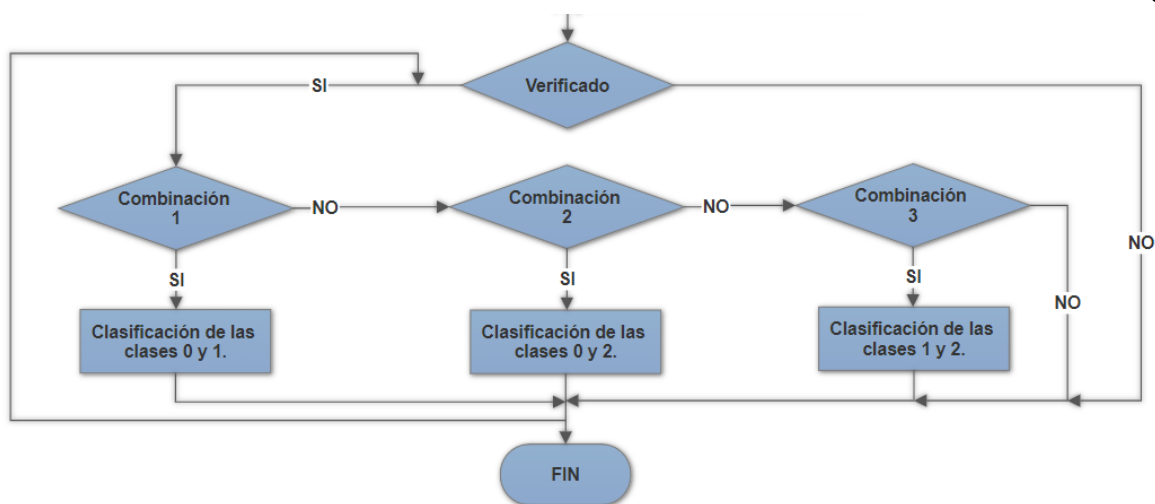 Verificado
SI
NO
Combinación
1
NO
Combinación
2
NO
Combinación
3
SI
SI
SI
NO
Clasificación de las
clases 0 y 1.
Clasificación de las
clases 0 y 2.
Clasificación de las
clases 1 y 2.
FIN